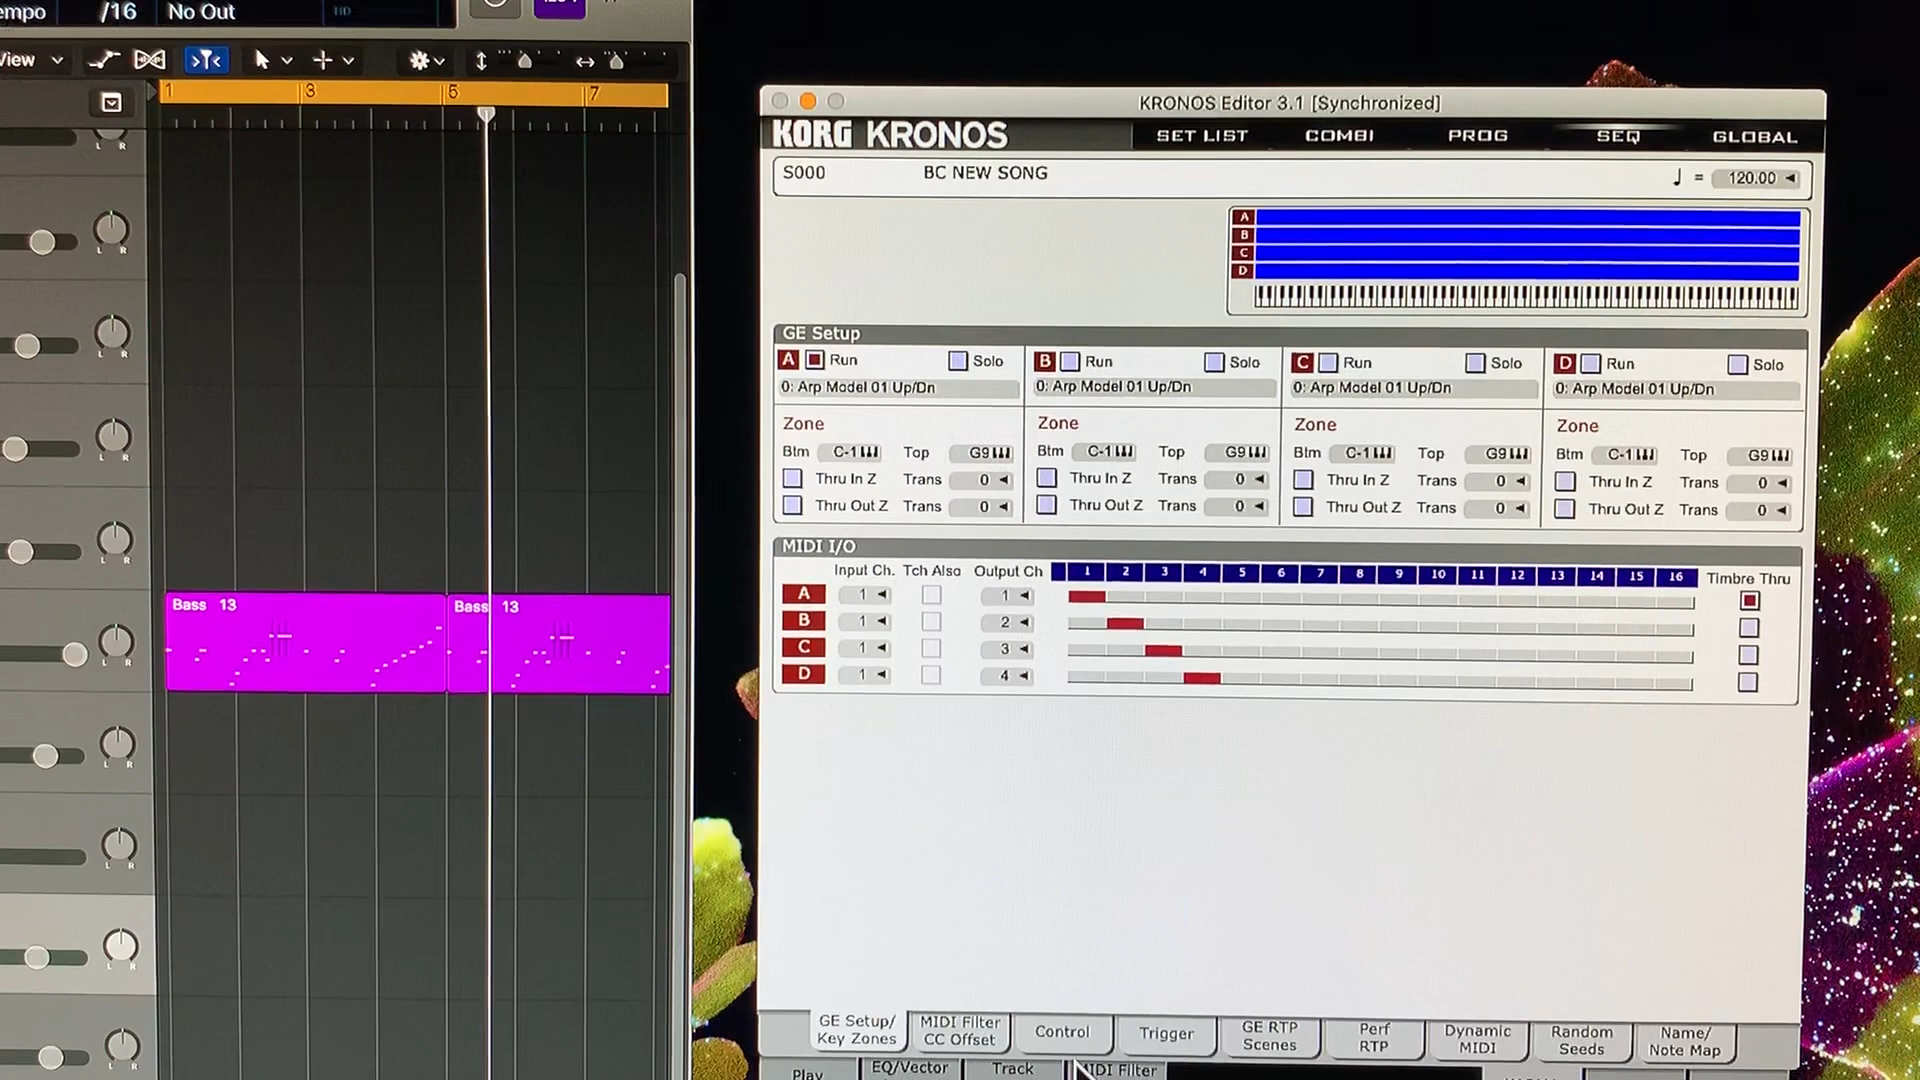 /16 No Out
View
1 3 5 7
L R
L R
L R
L R
L R
Bass 13 Bass 13
L R
L R
L R
L R
L R
KRONOS Editor 3.1 [Synchronized]
KORG KRONOS SET LIST COMBI PROG SEQ GLOBAL
S000 BC NEW SONG ♩ = 120.00
A
B
C
D
GE Setup
A Run Solo B Run Solo C Run Solo D Run Solo
0: Arp Model 01 Up/Dn 0: Arp Model 01 Up/Dn 0: Arp Model 01 Up/Dn 0: Arp Model 01 Up/Dn
Zone Zone Zone Zone
Btm C-1 Top G9 Btm C-1 Top G9 Btm C-1 Top G9 Btm C-1 Top G9
Thru In Z Trans 0 Thru In Z Trans 0 Thru In Z Trans 0 Thru In Z Trans 0
Thru Out Z Trans 0 Thru Out Z Trans 0 Thru Out Z Trans 0 Thru Out Z Trans 0
MIDI I/O
Input Ch. Tch Also Output Ch 1 2 3 4 5 6 7 8 9 10 11 12 13 14 15 16 Timbre Thru
A 1 1
B 1 2
C 1 3
D 1 4
GE Setup/ Key Zones
MIDI Filter CC Offset
Control
Trigger
GE RTP Scenes
Perf RTP
Dynamic MIDI
Random Seeds
Name/ Note Map
Play EQ/Vector Track MIDI Filter